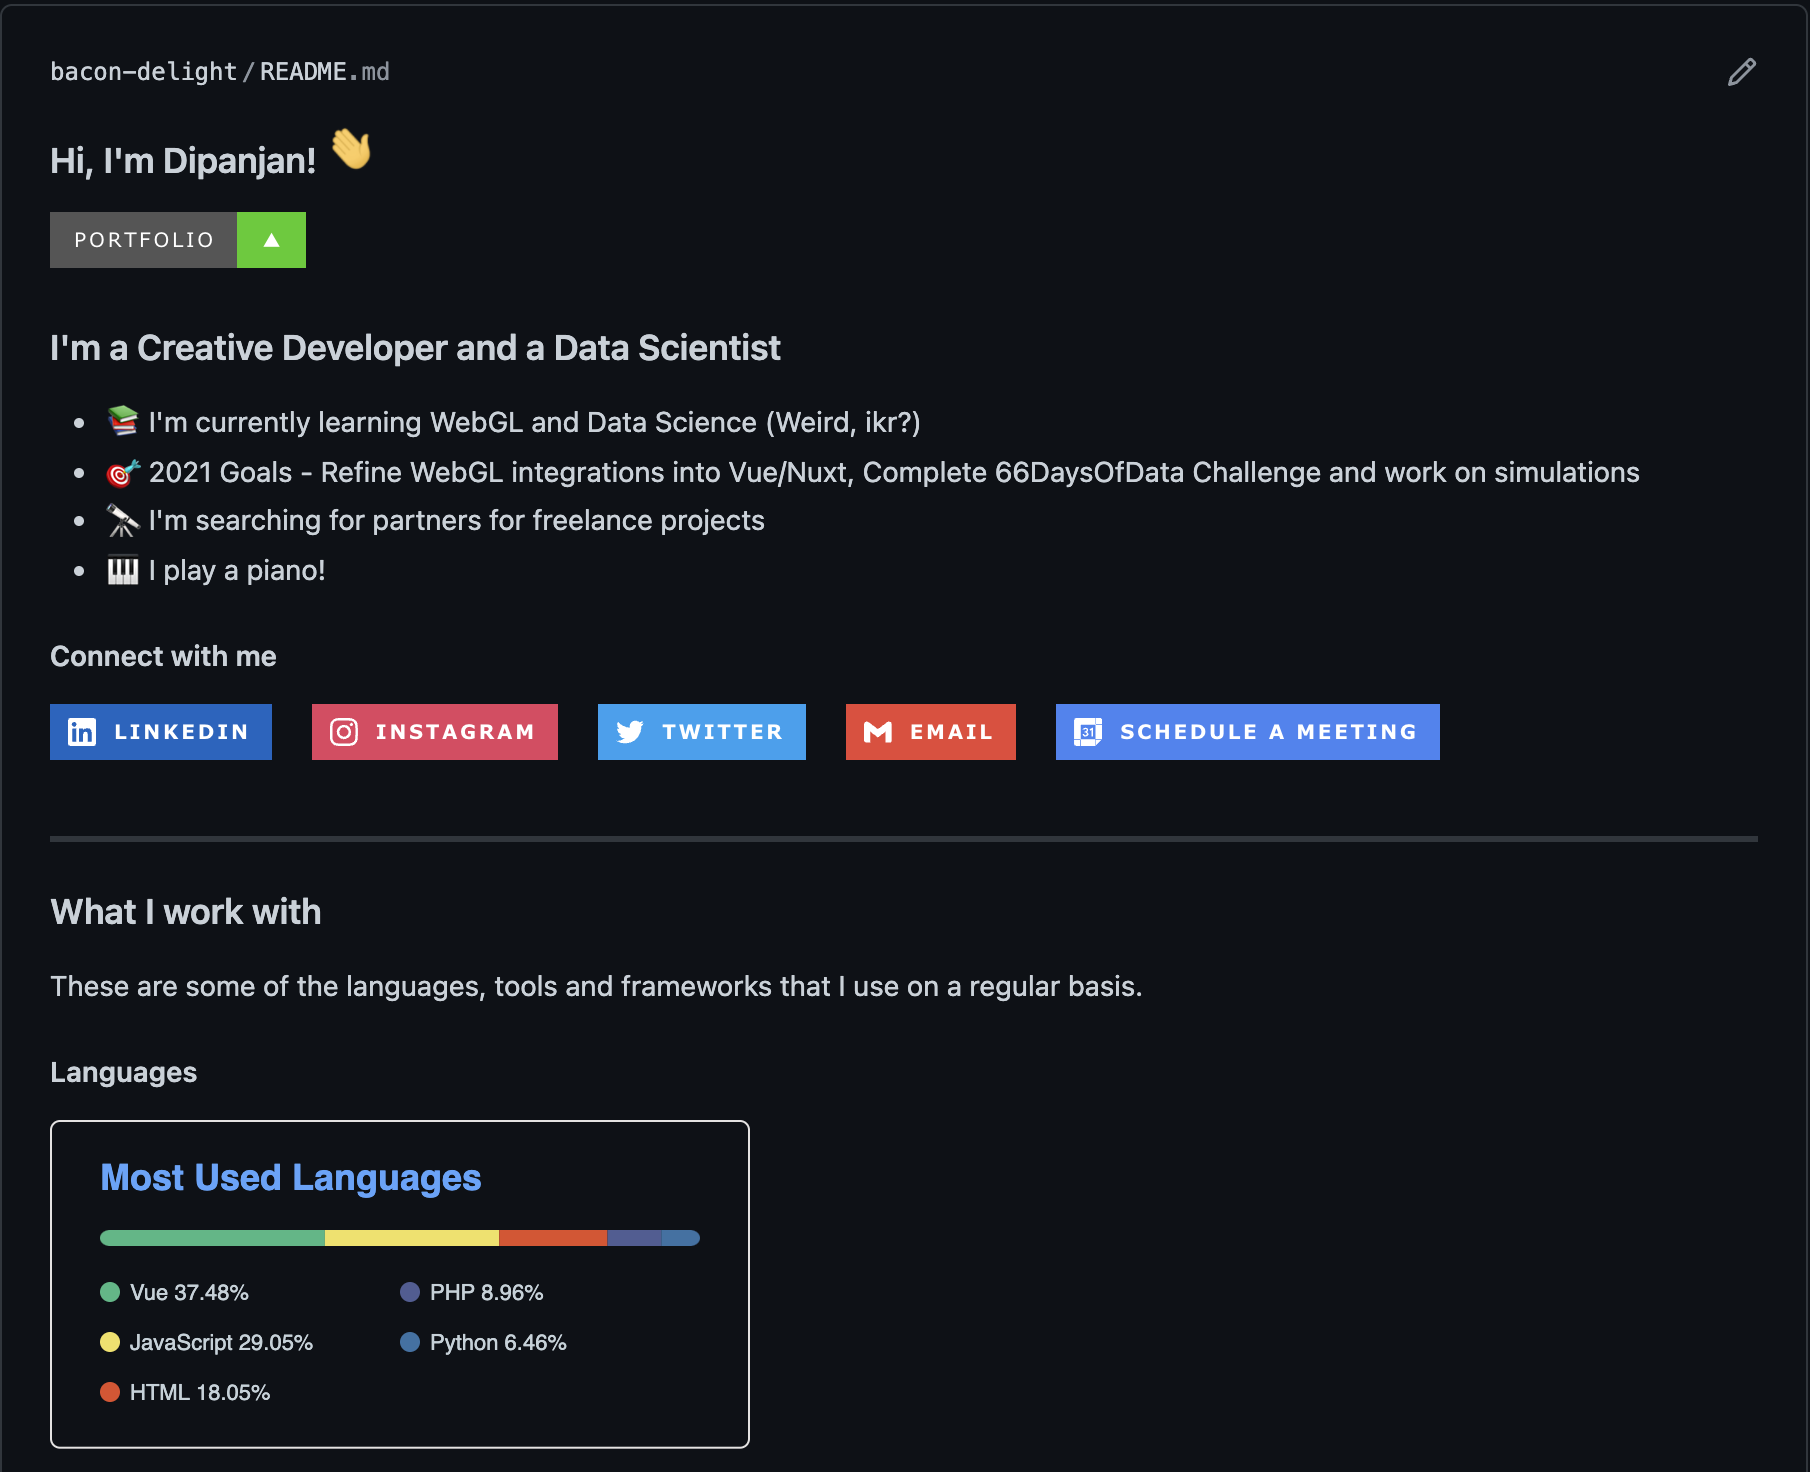 bacon-delight/README.md
Hi, I'm Dipanjan! 👋
PORTFOLIO ▲
I'm a Creative Developer and a Data Scientist
• 📚 I'm currently learning WebGL and Data Science (Weird, ikr?)
• 🎯 2021 Goals - Refine WebGL integrations into Vue/Nuxt, Complete 66DaysOfData Challenge and work on simulations
• 🔭 I'm searching for partners for freelance projects
• 🎹 I play a piano!
Connect with me
in LINKEDIN INSTAGRAM TWITTER EMAIL 31 SCHEDULE A MEETING
What I work with
These are some of the languages, tools and frameworks that I use on a regular basis.
Languages
Most Used Languages
Vue 37.48% PHP 8.96%
JavaScript 29.05% Python 6.46%
HTML 18.05%